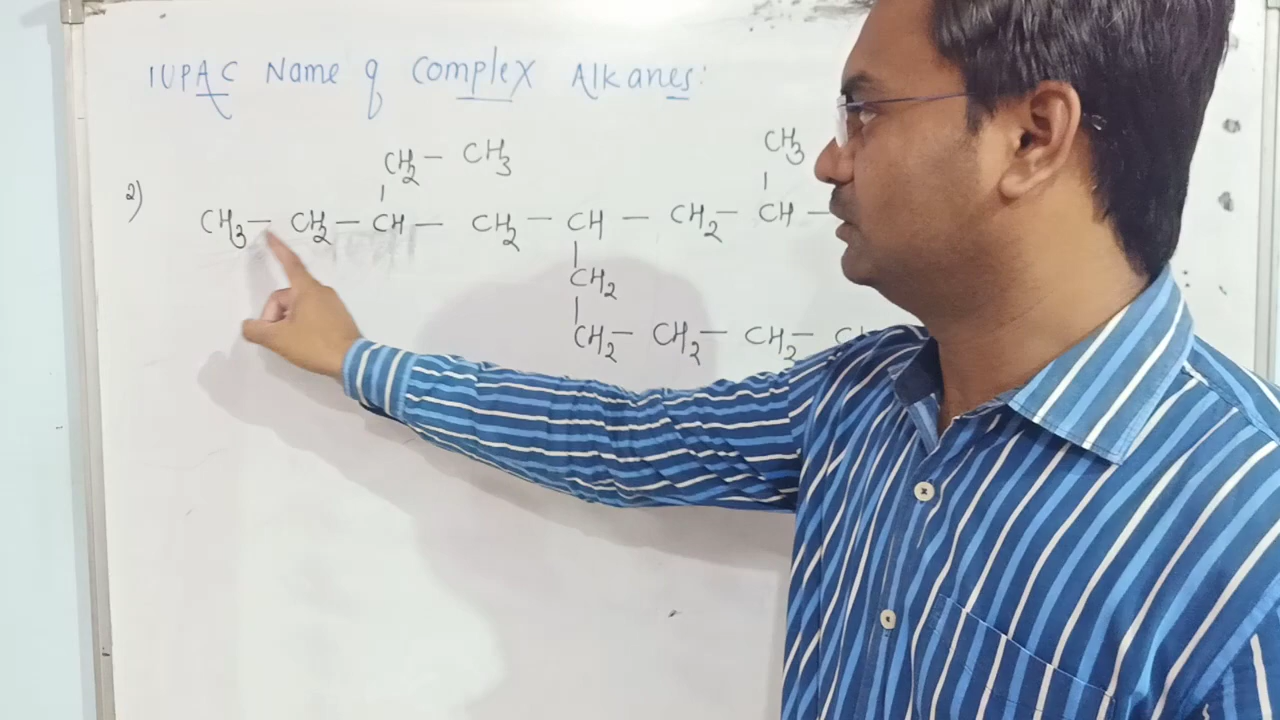 IUPAC Name of Complex Alkanes:
CH2 – CH3 CH3
2) CH3 – CH2 – CH – CH2 – CH – CH2 – CH –
CH2
CH2 – CH2 – CH2 –